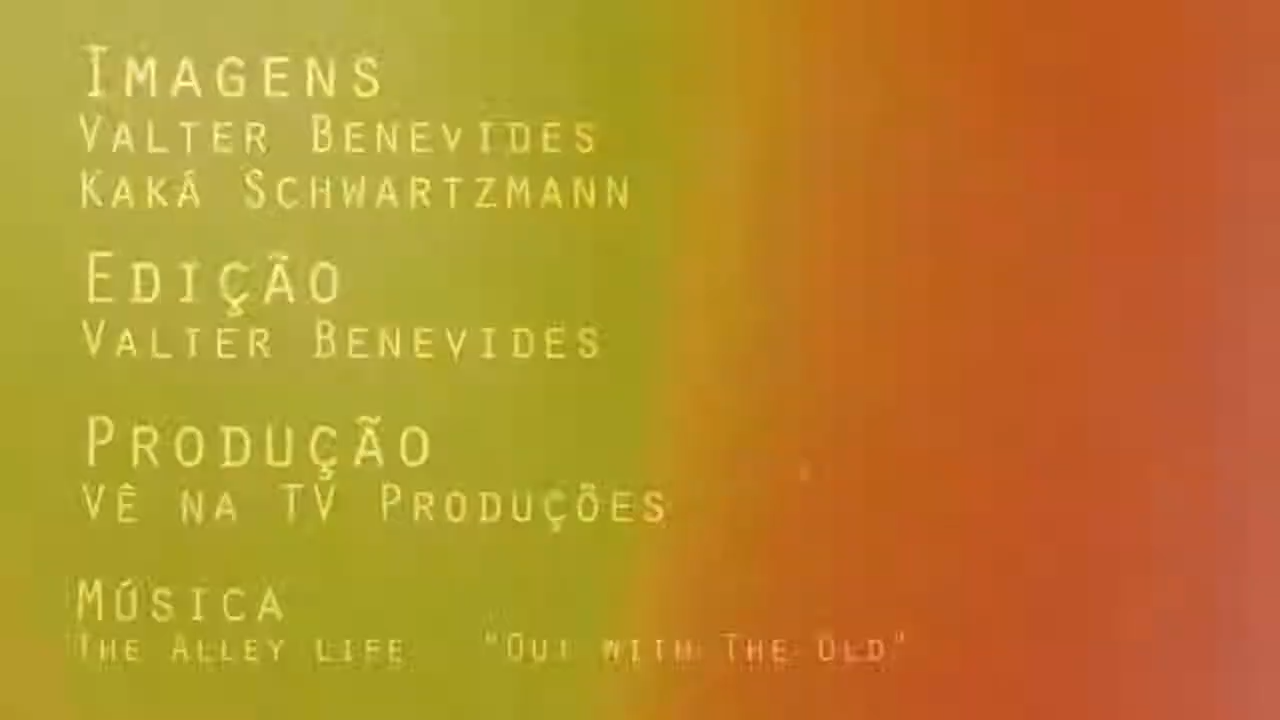 Imagens
Valter Benevides
Kaká Schwartzmann
Edição
Valter Benevides
Produção
Vê na TV Produções
Música
The Alley life "Out with The Old"